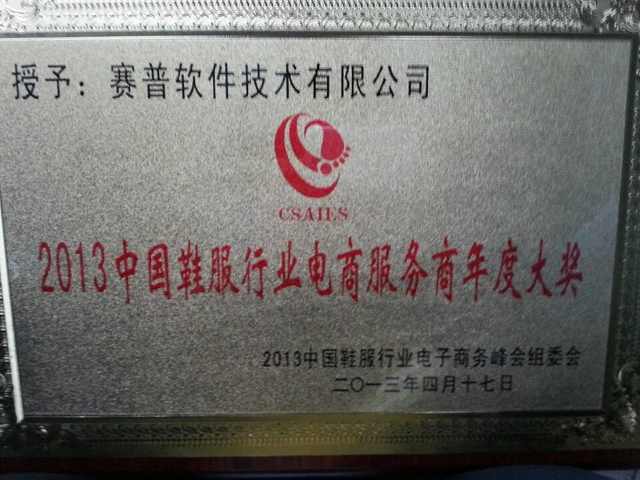 授予：赛普软件技术有限公司
CSAIES
2013中国鞋服行业电商服务商年度大奖
2013中国鞋服行业电子商务峰会组委会
二〇一三年四月十七日